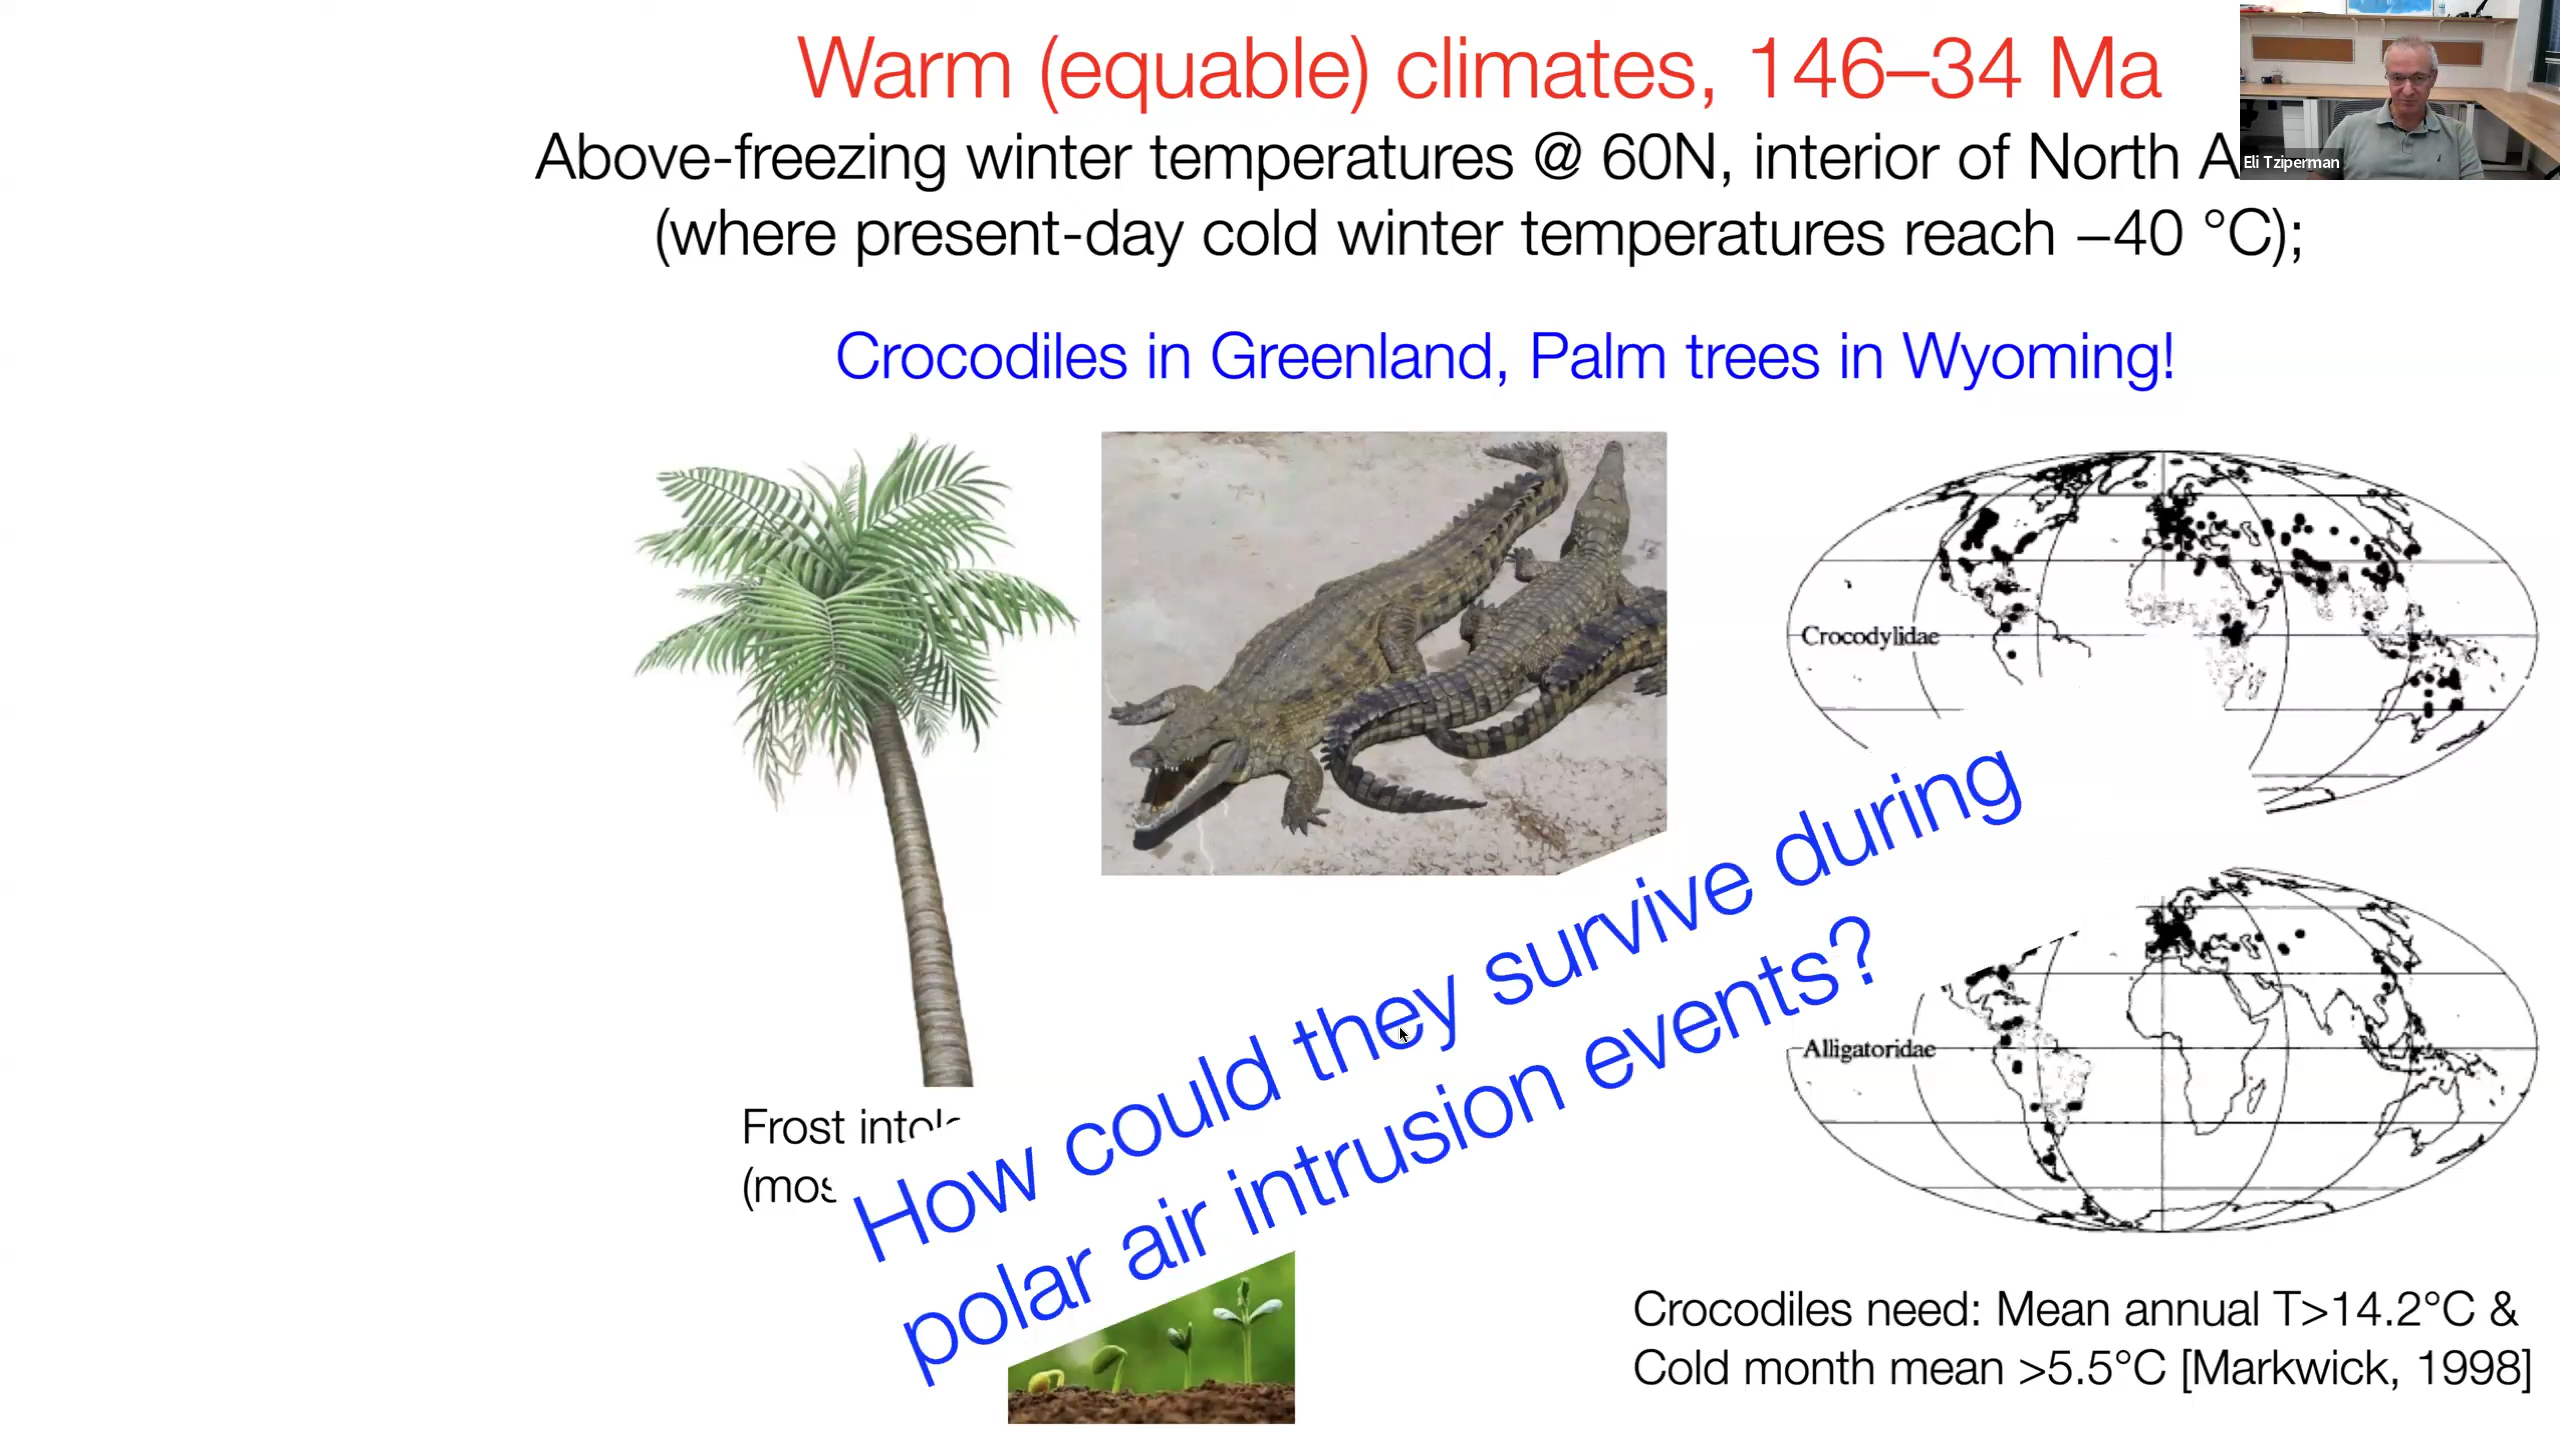 Warm (equable) climates, 146–34 Ma
Above-freezing winter temperatures @ 60N, interior of North
Eli Tziperman
(where present-day cold winter temperatures reach –40 °C);
Crocodiles in Greenland, Palm trees in Wyoming!
Crocodylidae
How could they survive during
polar air intrusion events?
Alligatoridae
Frost
Crocodiles need: Mean annual T>14.2°C &
Cold month mean >5.5°C [Markwick, 1998]